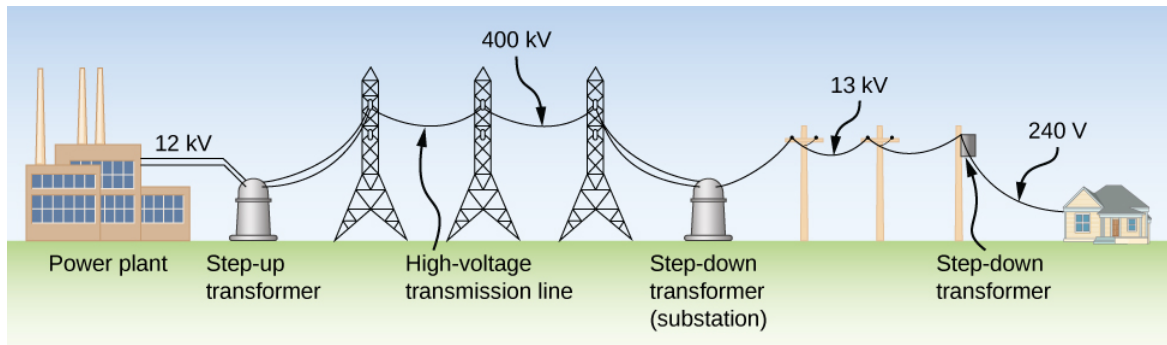 400 kV
13 kV
12 kV
240 V
Power plant
Step-up
transformer
High-voltage
transmission line
Step-down
transformer
(substation)
Step-down
transformer